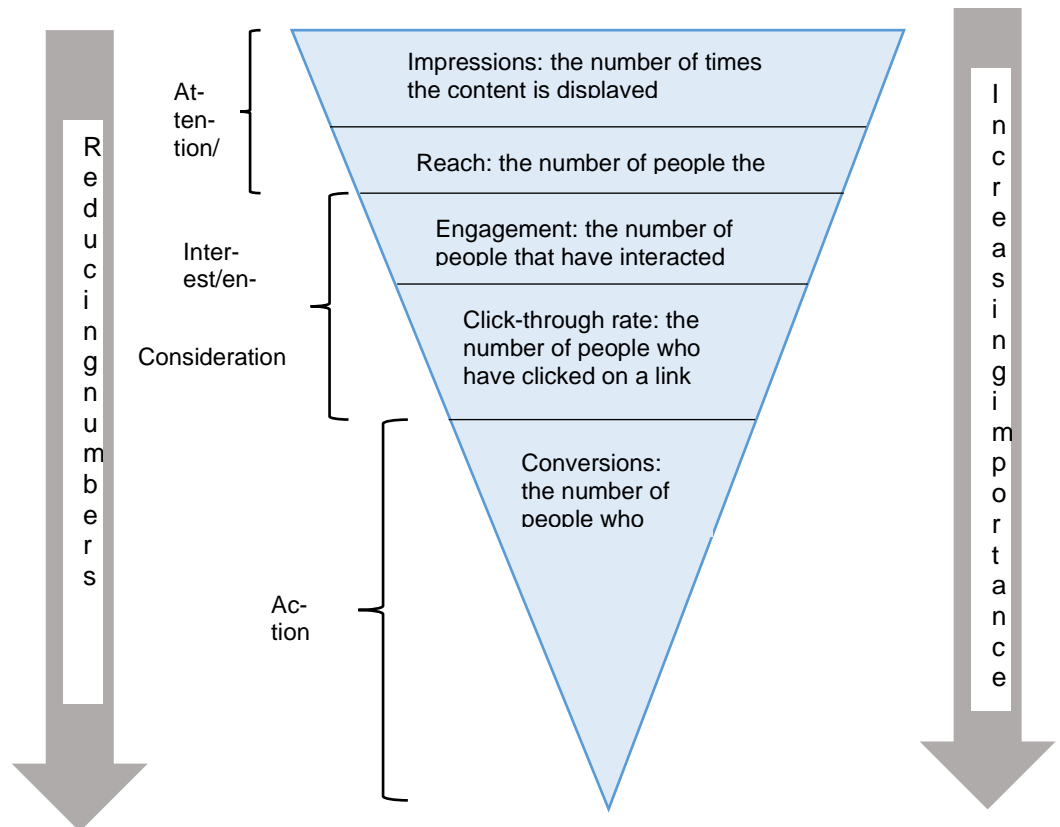 Impressions: the number of times
the content is displayed
At-
ten-
tion/
Reach: the number of people the
Engagement: the number of
people that have interacted
Inter-
est/en-
Consideration
Click-through rate: the
number of people who
have clicked on a link
Conversions:
the number of
people who
Ac-
tion
Reducingnumbers
Increasingimportance